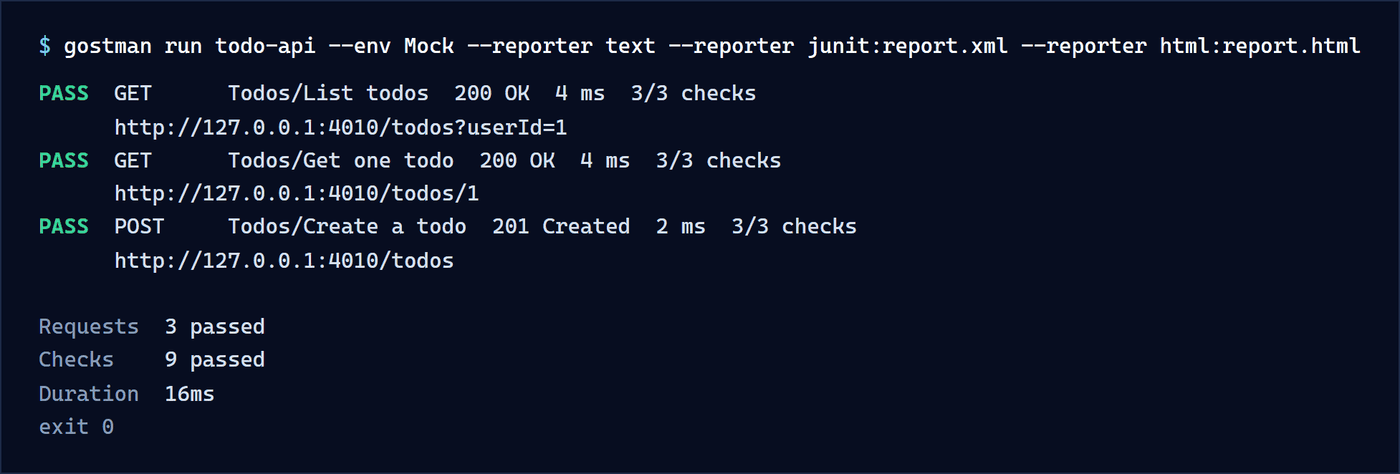 $ gostman run todo-api --env Mock --reporter text --reporter junit:report.xml --reporter html:report.html
PASS  GET      Todos/List todos  200 OK  4 ms  3/3 checks
      http://127.0.0.1:4010/todos?userId=1
PASS  GET      Todos/Get one todo  200 OK  4 ms  3/3 checks
      http://127.0.0.1:4010/todos/1
PASS  POST     Todos/Create a todo  201 Created  2 ms  3/3 checks
      http://127.0.0.1:4010/todos
Requests  3 passed
Checks    9 passed
Duration  16ms
exit 0